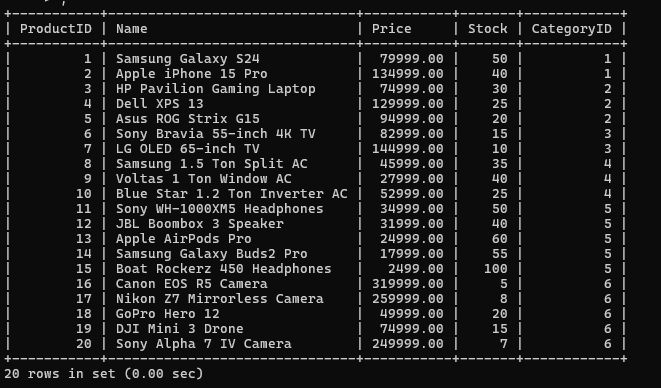 +-----------+--------------------------------+-----------+-------+------------+
| ProductID | Name                           | Price     | Stock | CategoryID |
+-----------+--------------------------------+-----------+-------+------------+
|         1 | Samsung Galaxy S24             |  79999.00 |    50 |          1 |
|         2 | Apple iPhone 15 Pro            | 134999.00 |    40 |          1 |
|         3 | HP Pavilion Gaming Laptop      |  74999.00 |    30 |          2 |
|         4 | Dell XPS 13                    | 129999.00 |    25 |          2 |
|         5 | Asus ROG Strix G15             |  94999.00 |    20 |          2 |
|         6 | Sony Bravia 55-inch 4K TV      |  82999.00 |    15 |          3 |
|         7 | LG OLED 65-inch TV             | 144999.00 |    10 |          3 |
|         8 | Samsung 1.5 Ton Split AC       |  45999.00 |    35 |          4 |
|         9 | Voltas 1 Ton Window AC         |  27999.00 |    40 |          4 |
|        10 | Blue Star 1.2 Ton Inverter AC  |  52999.00 |    25 |          4 |
|        11 | Sony WH-1000XM5 Headphones     |  34999.00 |    50 |          5 |
|        12 | JBL Boombox 3 Speaker          |  31999.00 |    40 |          5 |
|        13 | Apple AirPods Pro              |  24999.00 |    60 |          5 |
|        14 | Samsung Galaxy Buds2 Pro       |  17999.00 |    55 |          5 |
|        15 | Boat Rockerz 450 Headphones    |   2499.00 |   100 |          5 |
|        16 | Canon EOS R5 Camera            | 319999.00 |     5 |          6 |
|        17 | Nikon Z7 Mirrorless Camera     | 259999.00 |     8 |          6 |
|        18 | GoPro Hero 12                  |  49999.00 |    20 |          6 |
|        19 | DJI Mini 3 Drone               |  74999.00 |    15 |          6 |
|        20 | Sony Alpha 7 IV Camera         | 249999.00 |     7 |          6 |
+-----------+--------------------------------+-----------+-------+------------+
20 rows in set (0.00 sec)